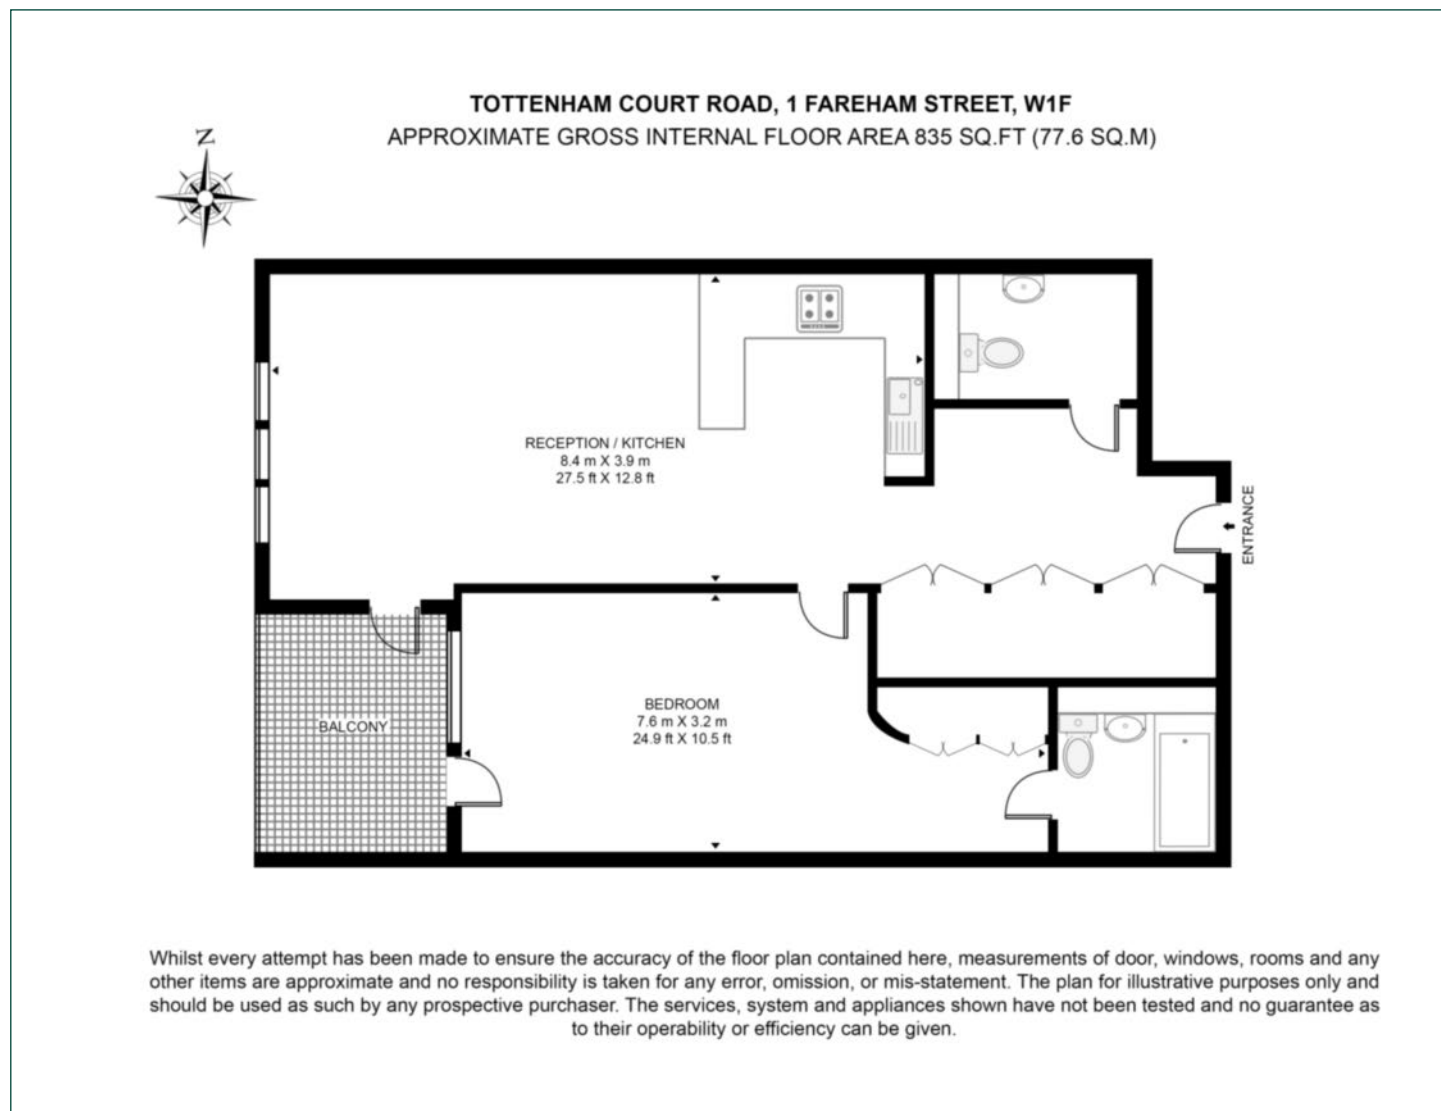 TOTTENHAM COURT ROAD, 1 FAREHAM STREET, W1F
APPROXIMATE GROSS INTERNAL FLOOR AREA 835 SQ.FT (77.6 SQ.M)
N
RECEPTION / KITCHEN
8.4 m X 3.9 m
27.5 ft X 12.8 ft
ENTRANCE
BALCONY
BEDROOM
7.6 m X 3.2 m
24.9 ft X 10.5 ft
Whilst every attempt has been made to ensure the accuracy of the floor plan contained here, measurements of door, windows, rooms and any
other items are approximate and no responsibility is taken for any error, omission, or mis-statement. The plan for illustrative purposes only and
should be used as such by any prospective purchaser. The services, system and appliances shown have not been tested and no guarantee as
to their operability or efficiency can be given.